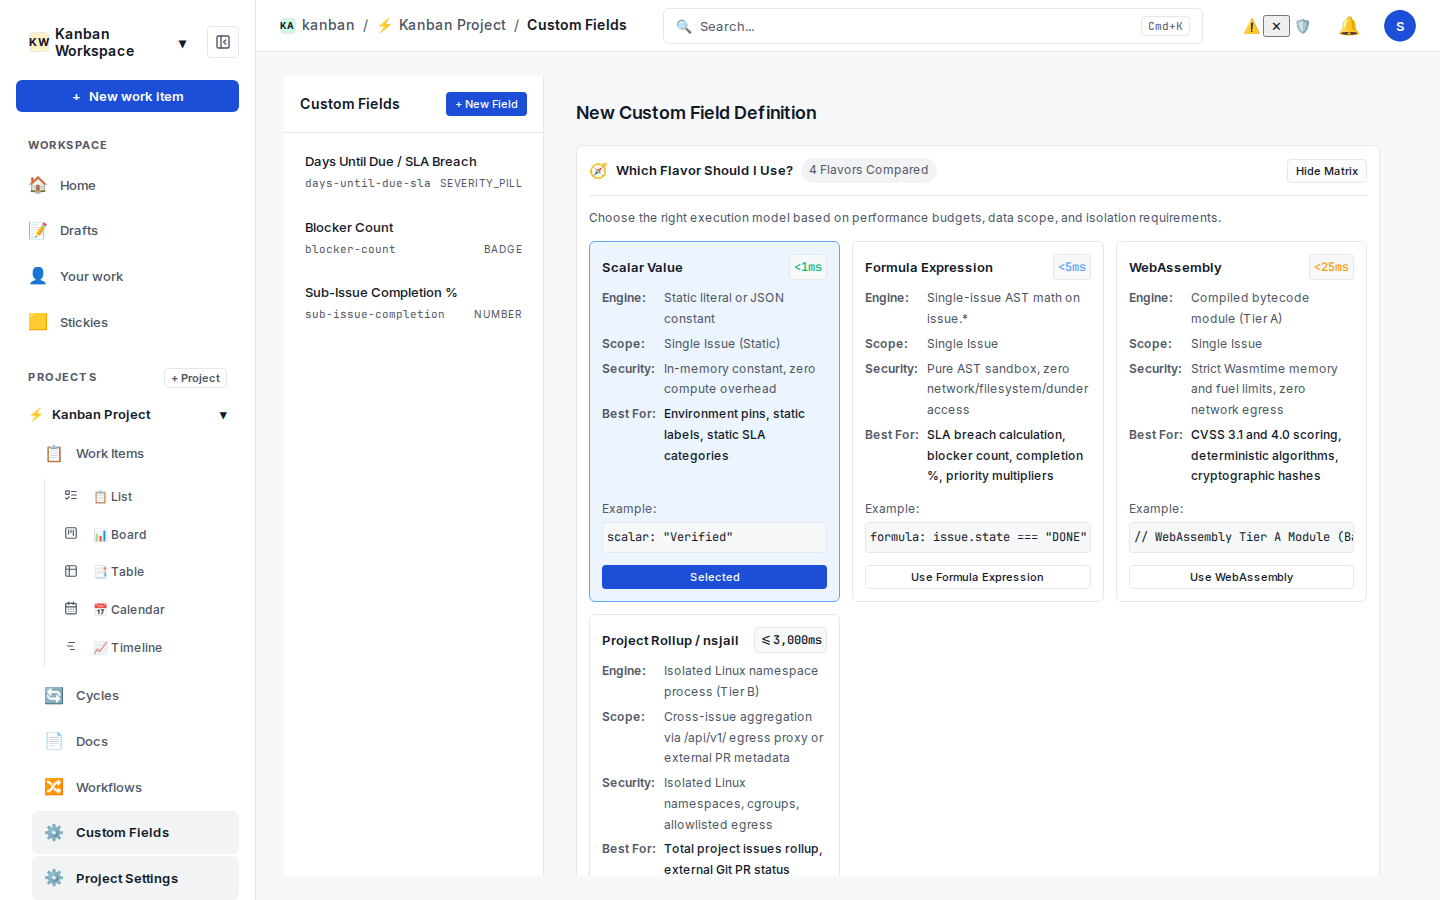 KW Kanban Workspace ▼
+ New work item
WORKSPACE
🏠 Home
📝 Drafts
👤 Your work
🟨 Stickies
PROJECTS + Project
⚡ Kanban Project ▼
📋 Work Items
📋 List
📊 Board
📑 Table
📅 Calendar
📈 Timeline
🔄 Cycles
📄 Docs
🔀 Workflows
⚙️ Custom Fields
⚙️ Project Settings
KA kanban / ⚡ Kanban Project / Custom Fields
🔍 Search... Cmd+K
⚠️ ✕ 🛡️ 🔔 S
Custom Fields + New Field
Days Until Due / SLA Breach
days-until-due-sla SEVERITY_PILL
Blocker Count
blocker-count BADGE
Sub-Issue Completion %
sub-issue-completion NUMBER
New Custom Field Definition
🧭 Which Flavor Should I Use? 4 Flavors Compared Hide Matrix
Choose the right execution model based on performance budgets, data scope, and isolation requirements.
Scalar Value <1ms
Engine: Static literal or JSON
constant
Scope: Single Issue (Static)
Security: In-memory constant, zero
compute overhead
Best For: Environment pins, static
labels, static SLA
categories
Example:
scalar: "Verified"
Selected
Formula Expression <5ms
Engine: Single-issue AST math on
issue.*
Scope: Single Issue
Security: Pure AST sandbox, zero
network/filesystem/dunder
access
Best For: SLA breach calculation,
blocker count, completion
%, priority multipliers
Example:
formula: issue.state === "DONE"
Use Formula Expression
WebAssembly <25ms
Engine: Compiled bytecode
module (Tier A)
Scope: Single Issue
Security: Strict Wasmtime memory
and fuel limits, zero
network egress
Best For: CVSS 3.1 and 4.0 scoring,
deterministic algorithms,
cryptographic hashes
Example:
// WebAssembly Tier A Module (Ba
Use WebAssembly
Project Rollup / nsjail ≤3,000ms
Engine: Isolated Linux namespace
process (Tier B)
Scope: Cross-issue aggregation
via /api/v1/ egress proxy or
external PR metadata
Security: Isolated Linux
namespaces, cgroups,
allowlisted egress
Best For: Total project issues rollup,
external Git PR status